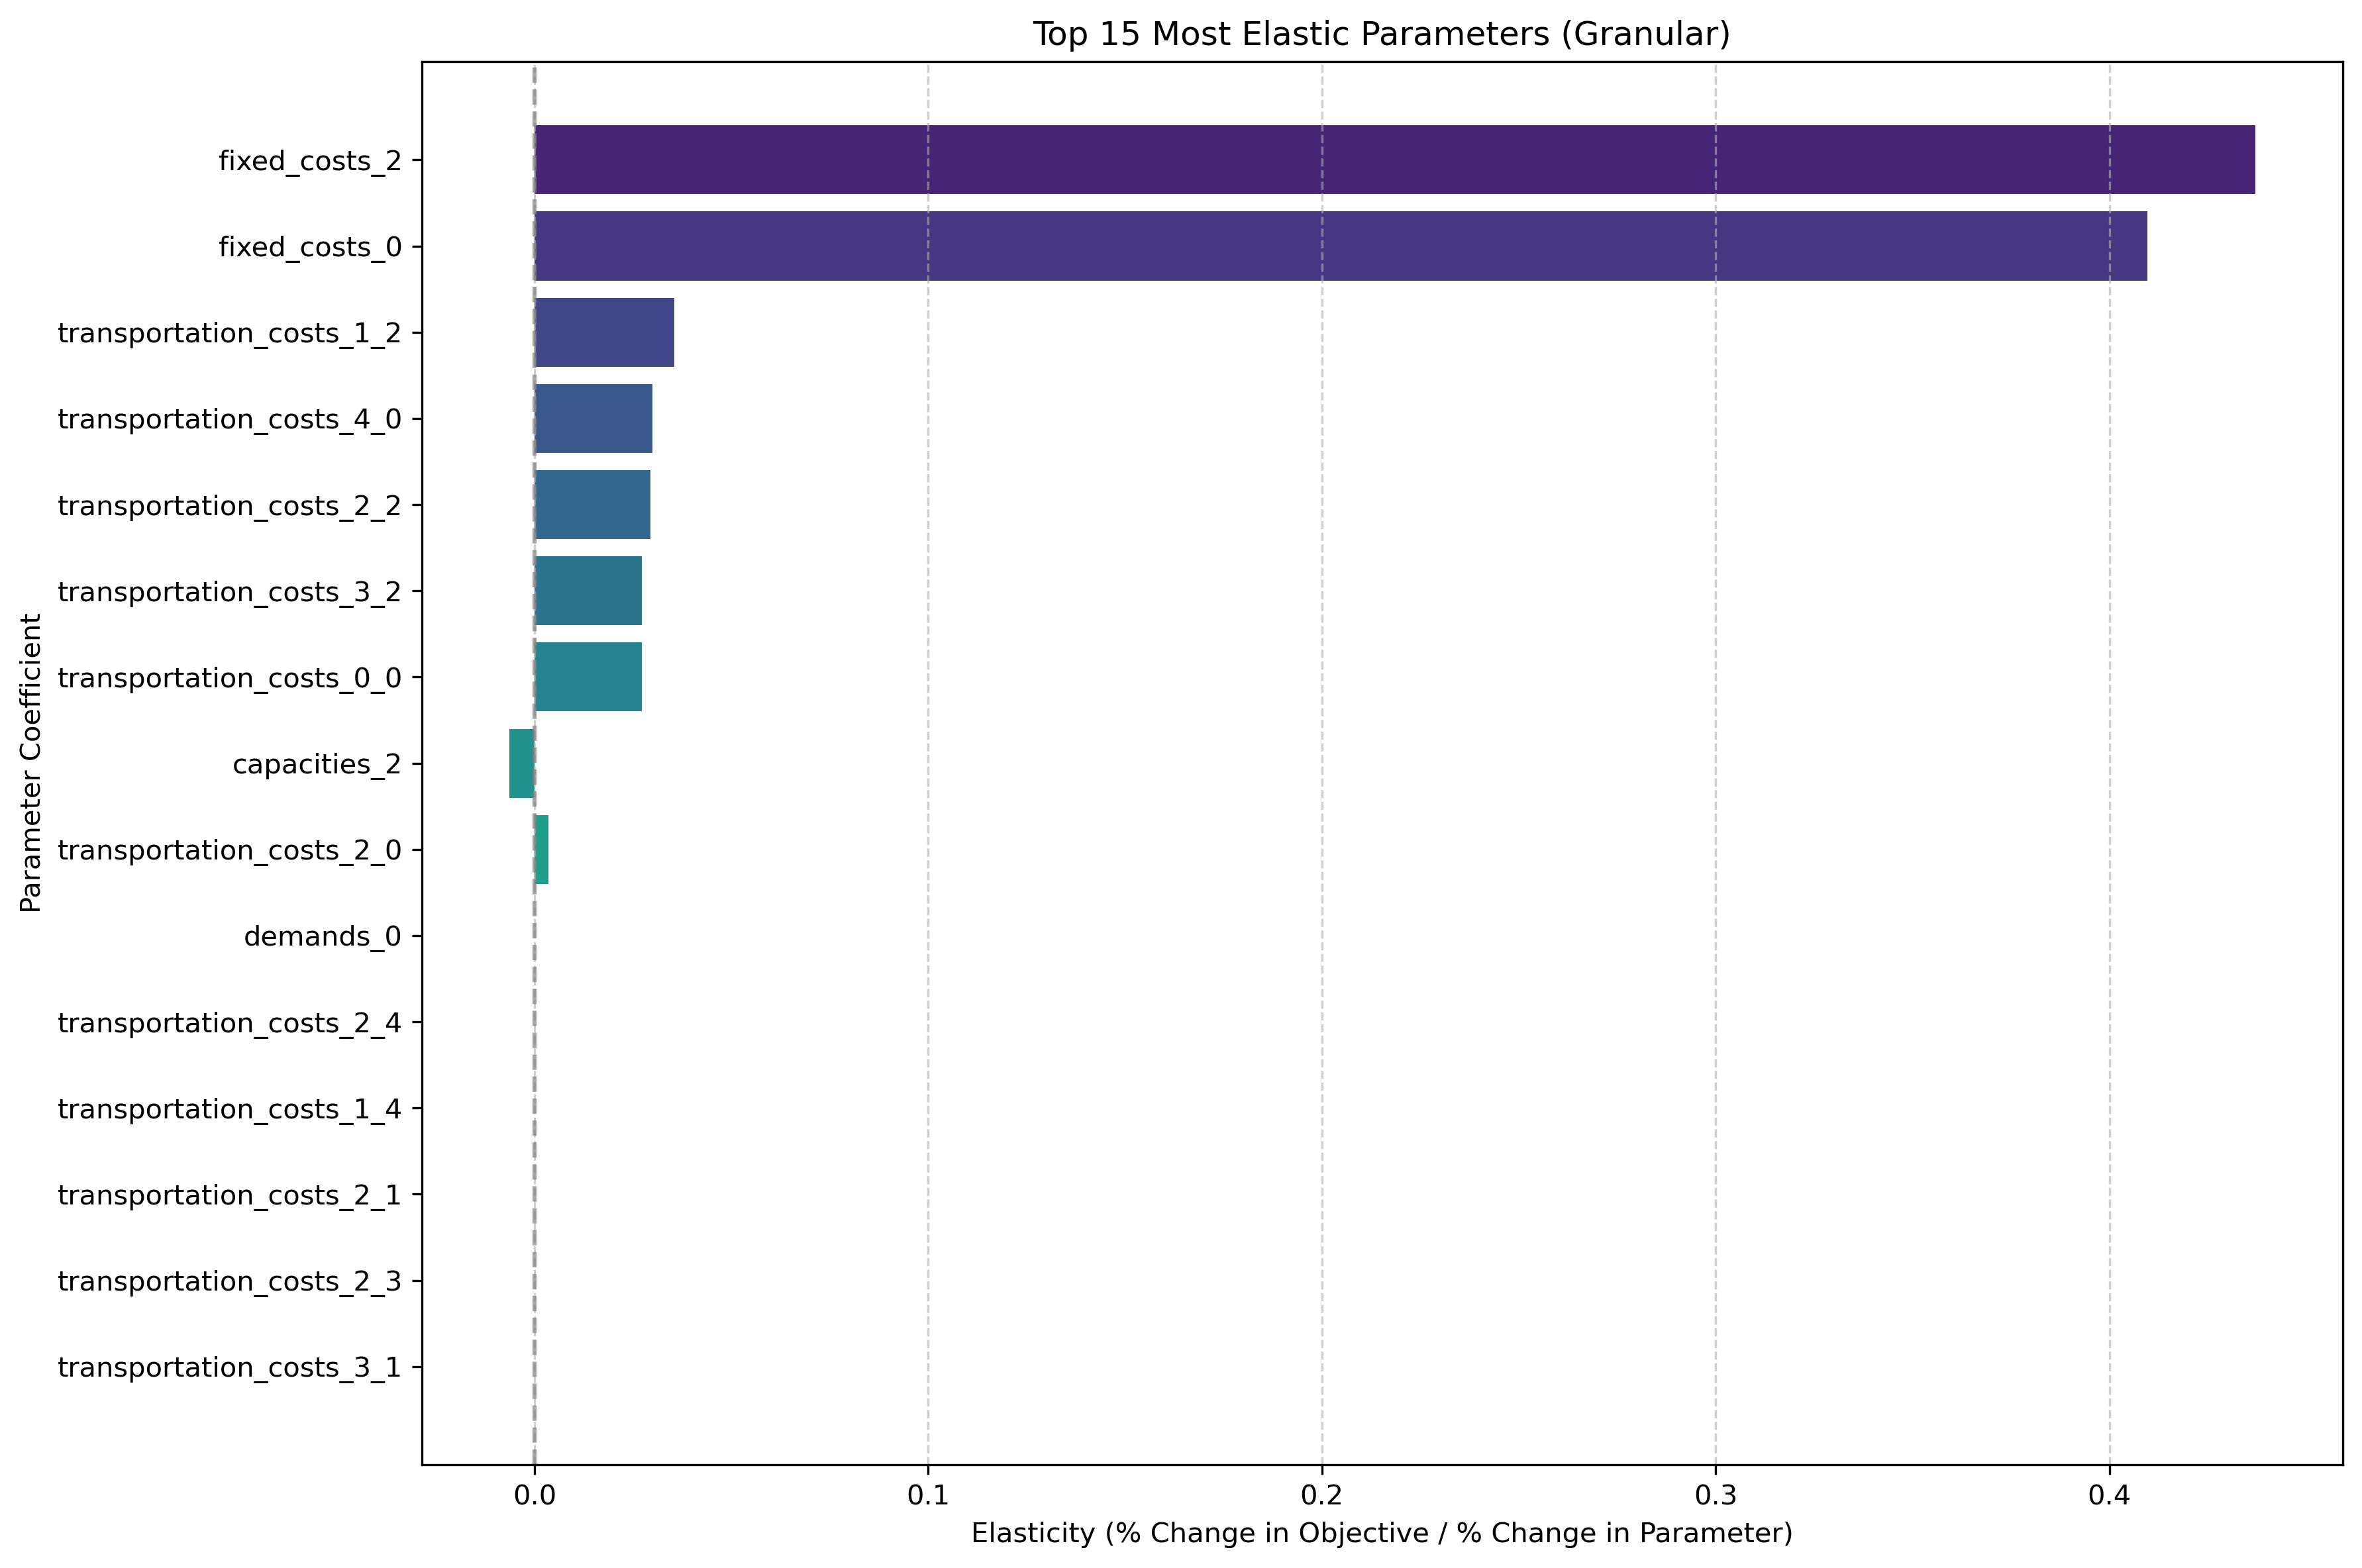 Top 15 Most Elastic Parameters (Granular)
fixed_costs_2
fixed_costs_0
transportation_costs_1_2
transportation_costs_4_0
transportation_costs_2_2
transportation_costs_3_2
transportation_costs_0_0
capacities_2
transportation_costs_2_0
demands_0
transportation_costs_2_4
transportation_costs_1_4
transportation_costs_2_1
transportation_costs_2_3
transportation_costs_3_1
Parameter Coefficient
0.0 0.1 0.2 0.3 0.4
Elasticity (% Change in Objective / % Change in Parameter)